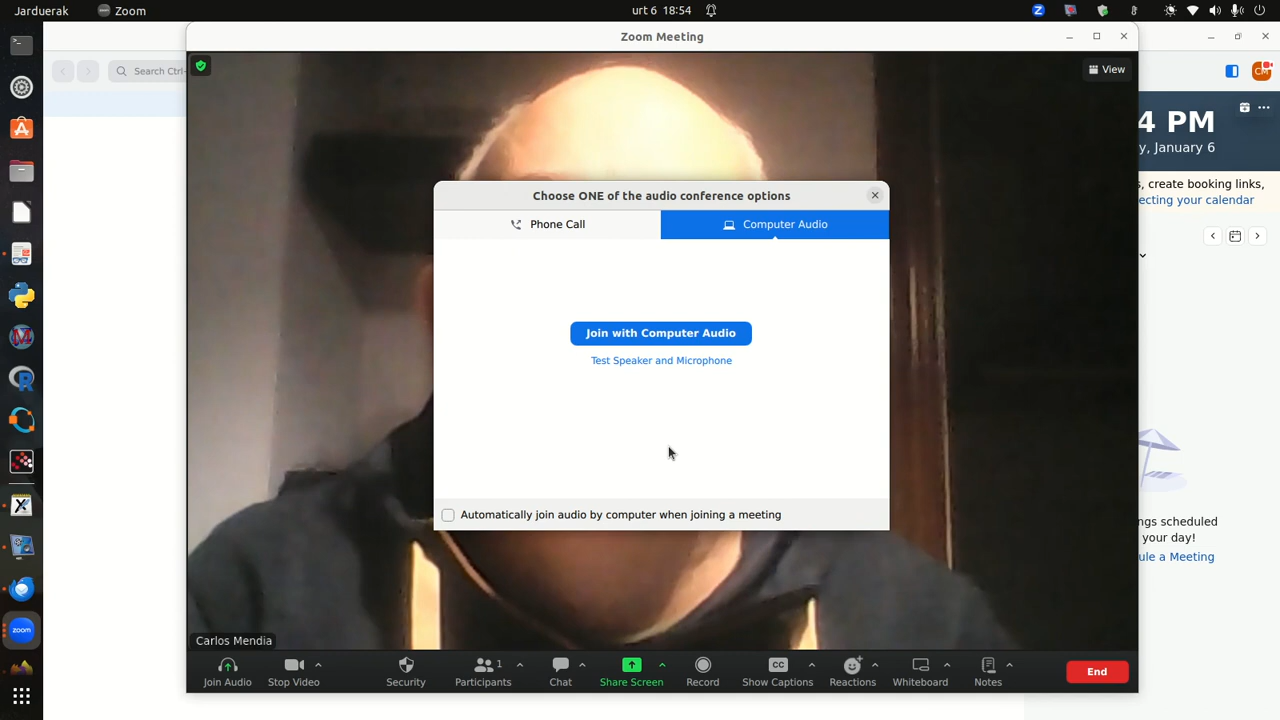 Jarduerak
Zoom
urt 6 18:54
Zoom Meeting
Search Ctrl-
View
CM
4 PM
y, January 6
s, create booking links,
ecting your calendar
Choose ONE of the audio conference options
Phone Call
Computer Audio
Join with Computer Audio
Test Speaker and Microphone
Automatically join audio by computer when joining a meeting
ngs scheduled
your day!
ule a Meeting
zoom
Carlos Mendia
Join Audio
Stop Video
Security
1
Participants
Chat
Share Screen
Record
CC
Show Captions
Reactions
Whiteboard
Notes
End